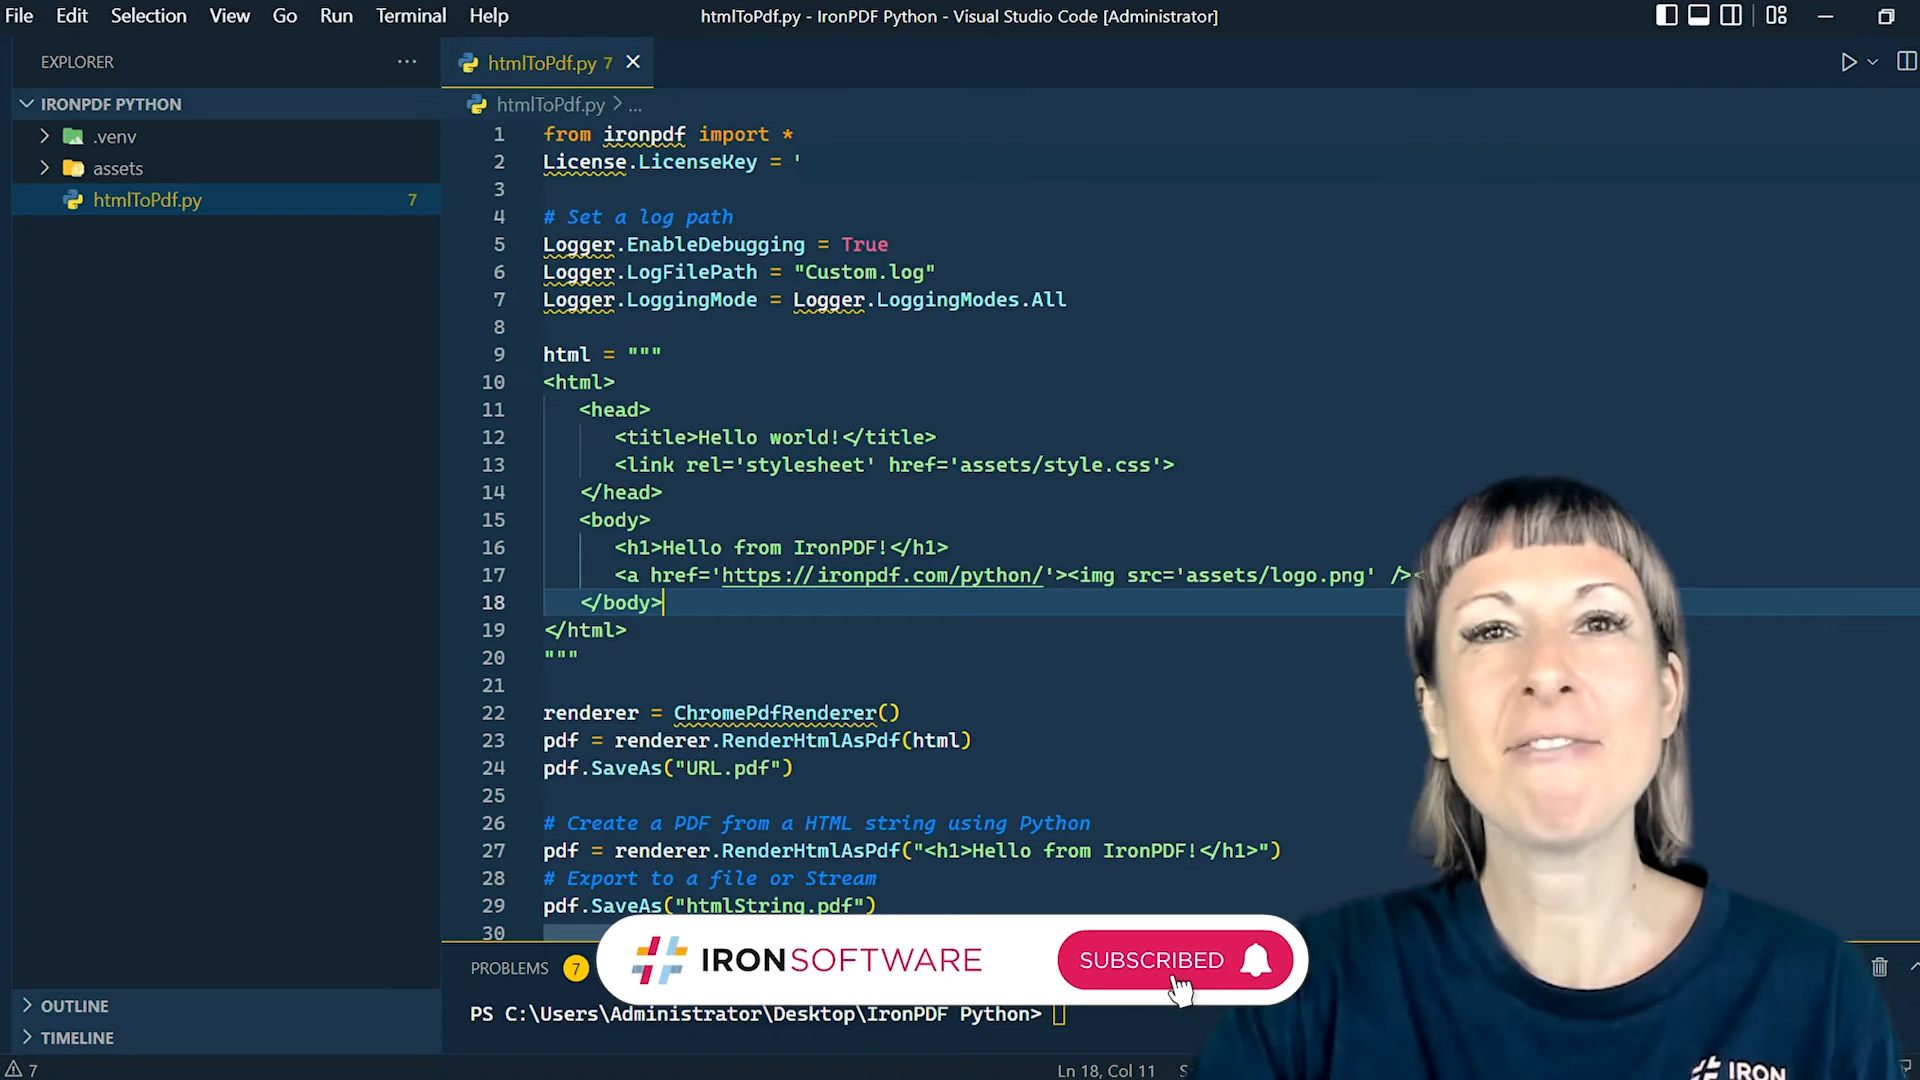 File Edit Selection View Go Run Terminal Help
htmlToPdf.py - IronPDF Python - Visual Studio Code [Administrator]
EXPLORER ...
IRONPDF PYTHON
.venv
assets
htmlToPdf.py 7
OUTLINE
TIMELINE
7
htmlToPdf.py 7
htmlToPdf.py > ...
1 from ironpdf import *
2 License.LicenseKey = '
3
4 # Set a log path
5 Logger.EnableDebugging = True
6 Logger.LogFilePath = "Custom.log"
7 Logger.LoggingMode = Logger.LoggingModes.All
8
9 html = """
10 <html>
11 <head>
12 <title>Hello world!</title>
13 <link rel='stylesheet' href='assets/style.css'>
14 </head>
15 <body>
16 <h1>Hello from IronPDF!</h1>
17 <a href='https://ironpdf.com/python/'><img src='assets/logo.png' /><
18 </body>
19 </html>
20 """
21
22 renderer = ChromePdfRenderer()
23 pdf = renderer.RenderHtmlAsPdf(html)
24 pdf.SaveAs("URL.pdf")
25
26 # Create a PDF from a HTML string using Python
27 pdf = renderer.RenderHtmlAsPdf("<h1>Hello from IronPDF!</h1>")
28 # Export to a file or Stream
29 pdf.SaveAs("htmlString.pdf")
30
PROBLEMS 7
IRONSOFTWARE
SUBSCRIBED
PS C:\Users\Administrator\Desktop\IronPDF Python>
Ln 18, Col 11
IRON